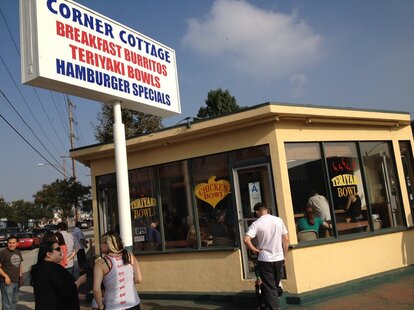 CORNER COTTAGE
BREAKFAST BURRITOS
TERIYAKI BOWLS
HAMBURGER SPECIALS
TERIYAKI
BOWL
CHICKEN
BOWL
A
TERIYAKI
BOWL